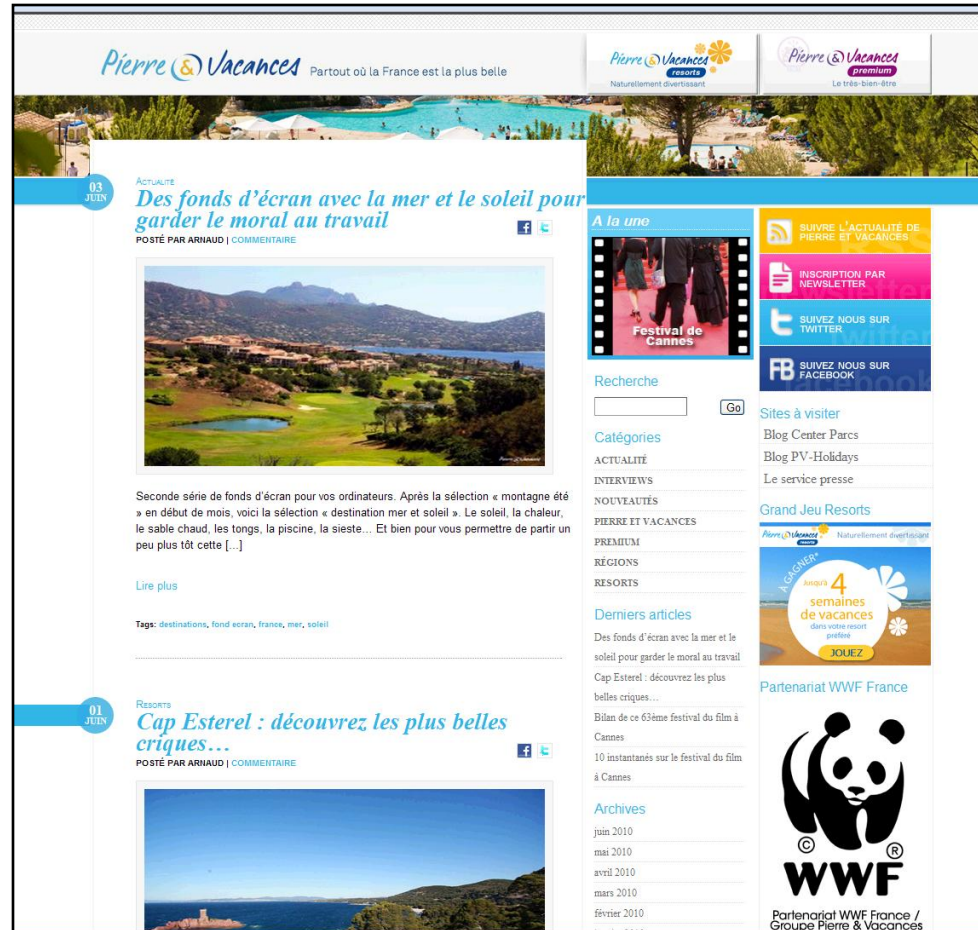 Pierre & Vacances Partout où la France est la plus belle
Pierre & Vacances
resorts
Naturellement divertissant
Pierre & Vacances
premium
Le très-bien-être
03
JUIN
Actualité
Des fonds d'écran avec la mer et le soleil pour
garder le moral au travail
POSTÉ PAR ARNAUD | COMMENTAIRE
Seconde série de fonds d'écran pour vos ordinateurs. Après la sélection « montagne été
» en début de mois, voici la sélection « destination mer et soleil ». Le soleil, la chaleur,
le sable chaud, les tongs, la piscine, la sieste… Et bien pour vous permettre de partir un
peu plus tôt cette […]
Lire plus
Tags: destinations, fond ecran, france, mer, soleil
01
JUIN
Resorts
Cap Esterel : découvrez les plus belles
criques…
POSTÉ PAR ARNAUD | COMMENTAIRE
A la une
Festival de
Cannes
Recherche
Go
Catégories
ACTUALITÉ
INTERVIEWS
NOUVEAUTÉS
PIERRE ET VACANCES
PREMIUM
RÉGIONS
RESORTS
Derniers articles
Des fonds d'écran avec la mer et le
soleil pour garder le moral au travail
Cap Esterel : découvrez les plus
belles criques…
Bilan de ce 63ème festival du film à
Cannes
10 instantanés sur le festival du film
à Cannes
Archives
juin 2010
mai 2010
avril 2010
mars 2010
février 2010
SUIVRE L'ACTUALITÉ DE
PIERRE ET VACANCES
RSS
INSCRIPTION PAR
NEWSLETTER
newsletter
SUIVEZ NOUS SUR
TWITTER
twitter
FB
SUIVEZ NOUS SUR
FACEBOOK
facebook
Sites à visiter
Blog Center Parcs
Blog PV-Holidays
Le service presse
Grand Jeu Resorts
Pierre & Vacances
resorts
Naturellement divertissant
À GAGNER*
Jusqu'à 4
semaines
de vacances
dans votre resort
préféré
JOUEZ
Partenariat WWF France
© ®
WWF
Partenariat WWF France /
Groupe Pierre & Vacances